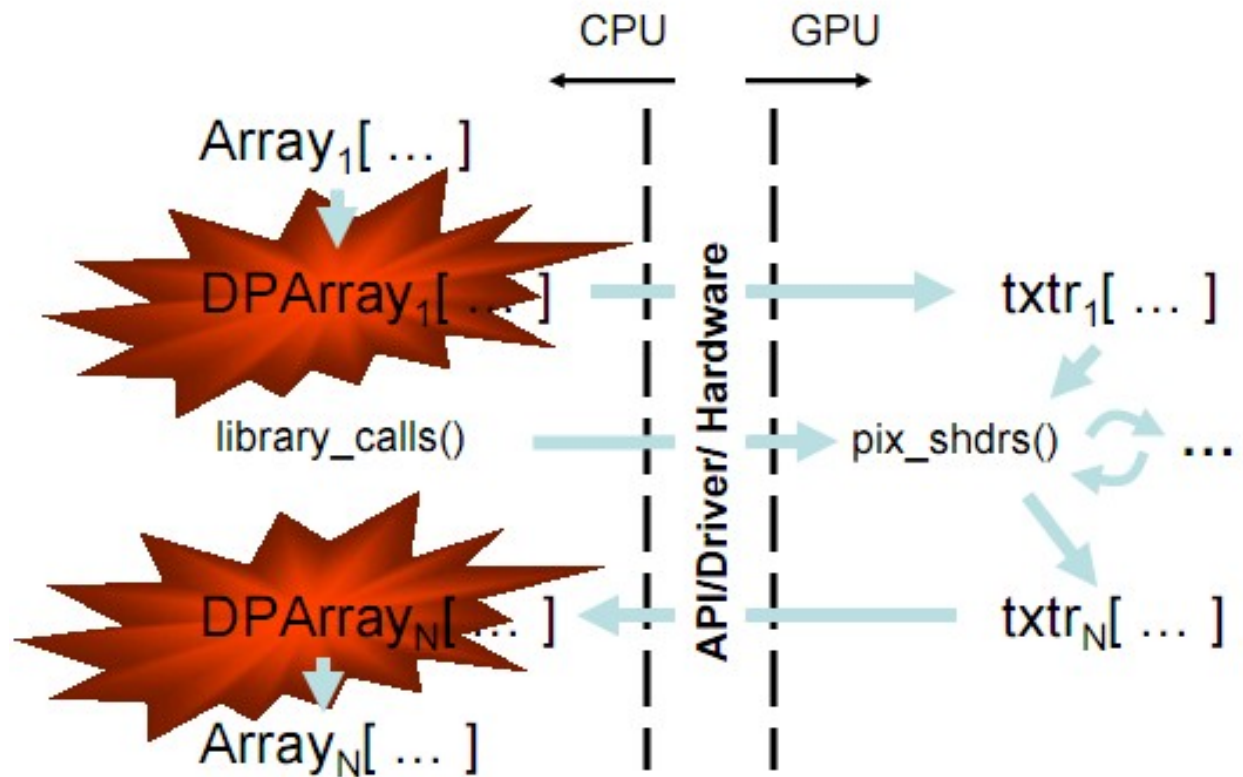 CPU GPU
Array₁[ … ]
DPArray₁[ … ] txtr₁[ … ]
library_calls() pix_shdrs() …
DPArrayN[ … ] txtrN[ … ]
ArrayN[ … ]
API/Driver/ Hardware